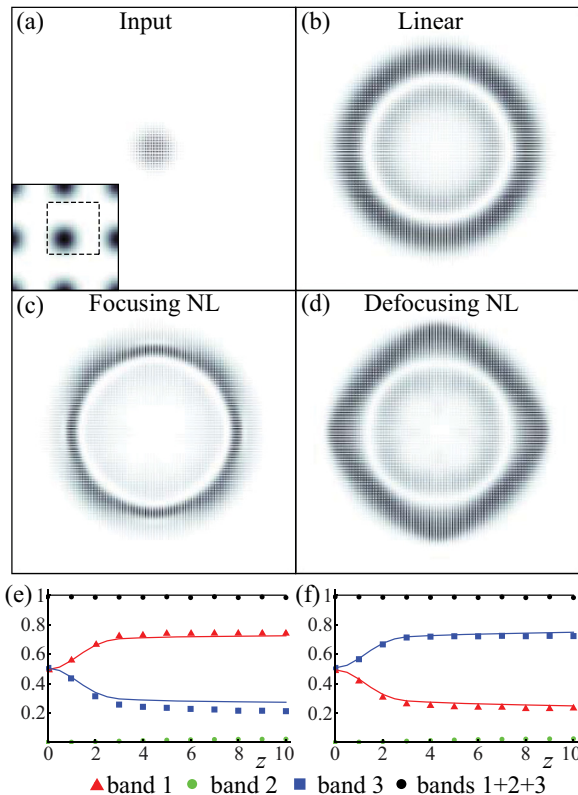 (a) Input
(b) Linear
(c) Focusing NL
(d) Defocusing NL
(e)
1
0.8
0.6
0.4
0.2
0 2 4 6 8 z 10
(f)
1
0.8
0.6
0.4
0.2
0 2 4 6 8 z 10
band 1 band 2 band 3 bands 1+2+3